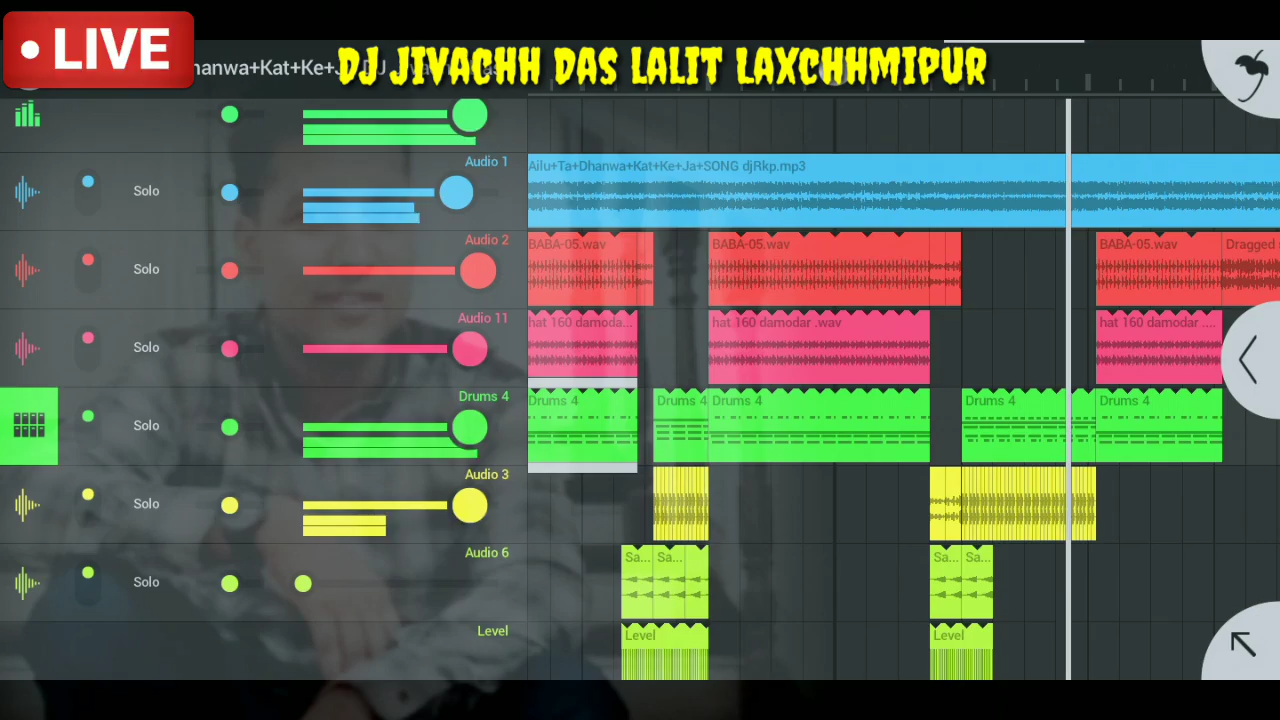 LIVE
DJ JIVACHH DAS LALIT LAXCHHMIPUR
hanwa+Kat+Ke+J
Audio 1
Solo
Ailu+Ta+Dhanwa+Kat+Ke+Ja+SONG djRkp.mp3
Audio 2
Solo
BABA-05.wav
BABA-05.wav
BABA-05.wav
Dragged
Audio 11
Solo
hat 160 damoda...
hat 160 damodar .wav
hat 160 damodar ....
Drums 4
Solo
Drums 4
Drums 4
Drums 4
Drums 4
Drums 4
Audio 3
Solo
Audio 6
Solo
Sa...
Sa...
Sa...
Sa...
Level
Level
Level